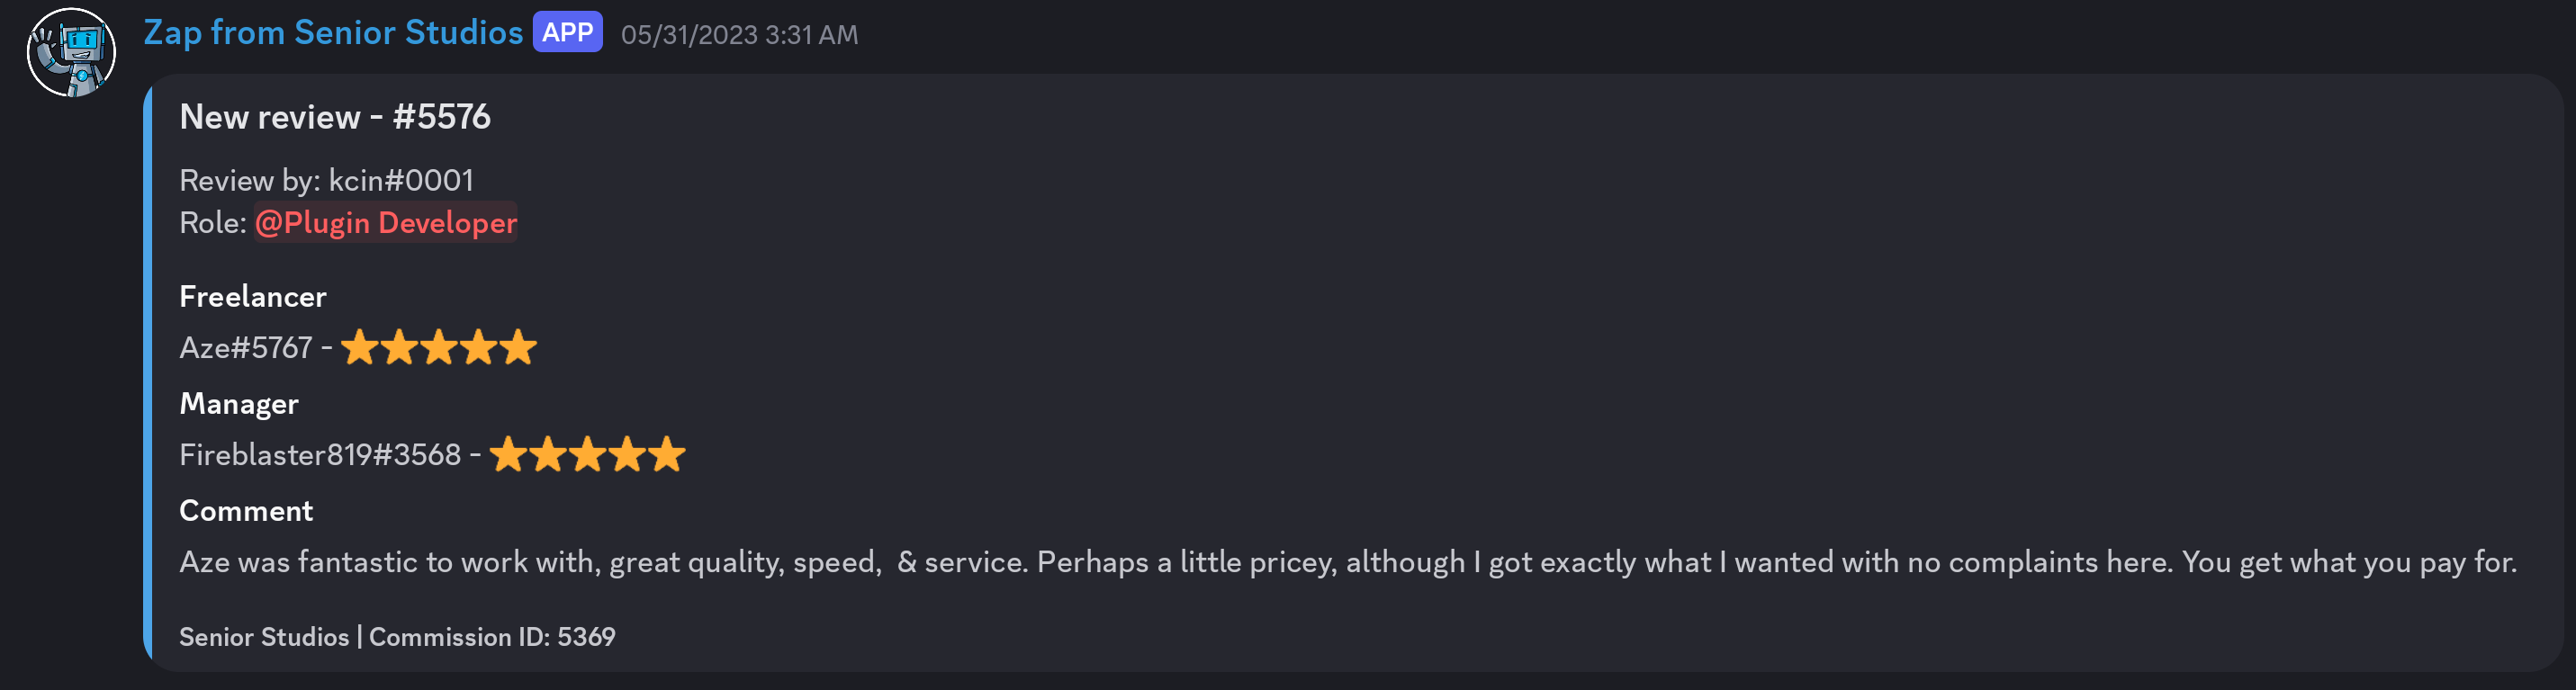 Zap from Senior Studios APP 05/31/2023 3:31 AM
New review - #5576
Review by: kcin#0001
Role: @Plugin Developer
Freelancer
Aze#5767 - ⭐⭐⭐⭐⭐
Manager
Fireblaster819#3568 - ⭐⭐⭐⭐⭐
Comment
Aze was fantastic to work with, great quality, speed,  & service. Perhaps a little pricey, although I got exactly what I wanted with no complaints here. You get what you pay for.
Senior Studios | Commission ID: 5369